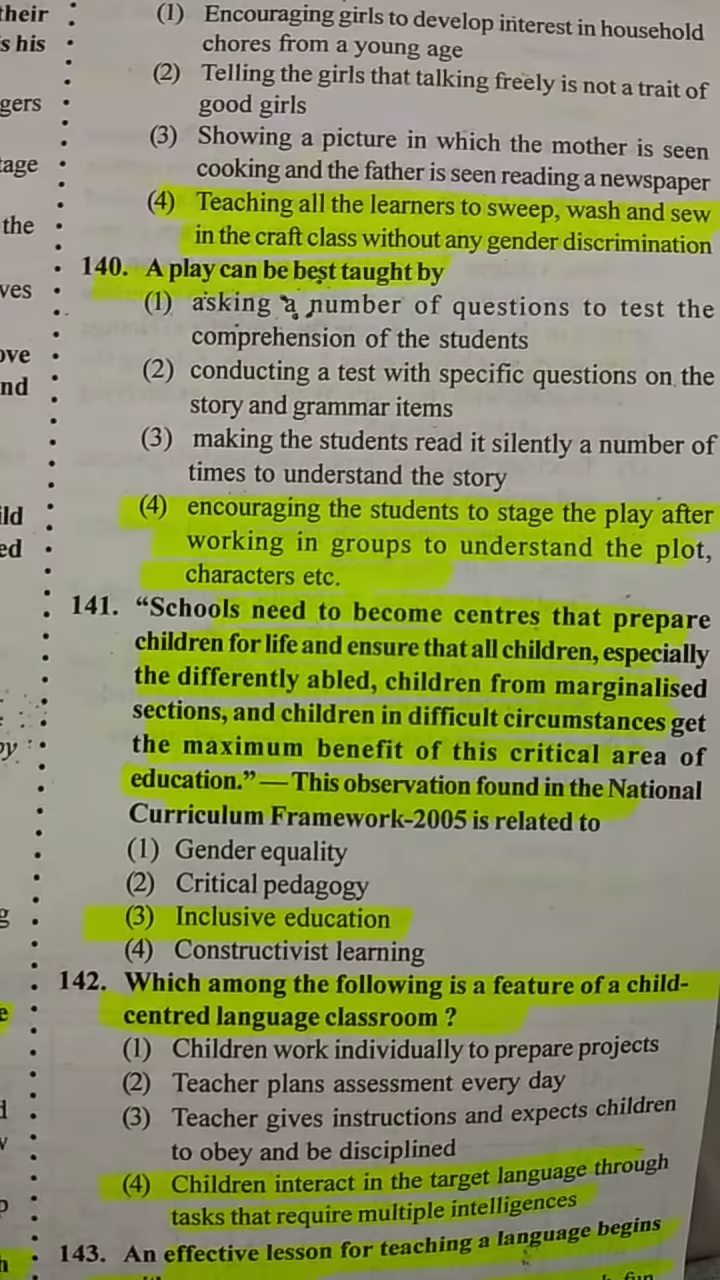 their
s his
gers
tage
the
ves
ove
nd
ild
ed
by
g
e
d
v
p
h
(1) Encouraging girls to develop interest in household
chores from a young age
(2) Telling the girls that talking freely is not a trait of
good girls
(3) Showing a picture in which the mother is seen
cooking and the father is seen reading a newspaper
(4) Teaching all the learners to sweep, wash and sew
in the craft class without any gender discrimination
140. A play can be best taught by
(1) asking a number of questions to test the
comprehension of the students
(2) conducting a test with specific questions on the
story and grammar items
(3) making the students read it silently a number of
times to understand the story
(4) encouraging the students to stage the play after
working in groups to understand the plot,
characters etc.
141. “Schools need to become centres that prepare
children for life and ensure that all children, especially
the differently abled, children from marginalised
sections, and children in difficult circumstances get
the maximum benefit of this critical area of
education.”—This observation found in the National
Curriculum Framework-2005 is related to
(1) Gender equality
(2) Critical pedagogy
(3) Inclusive education
(4) Constructivist learning
142. Which among the following is a feature of a child-
centred language classroom ?
(1) Children work individually to prepare projects
(2) Teacher plans assessment every day
(3) Teacher gives instructions and expects children
to obey and be disciplined
(4) Children interact in the target language through
tasks that require multiple intelligences
143. An effective lesson for teaching a language begins